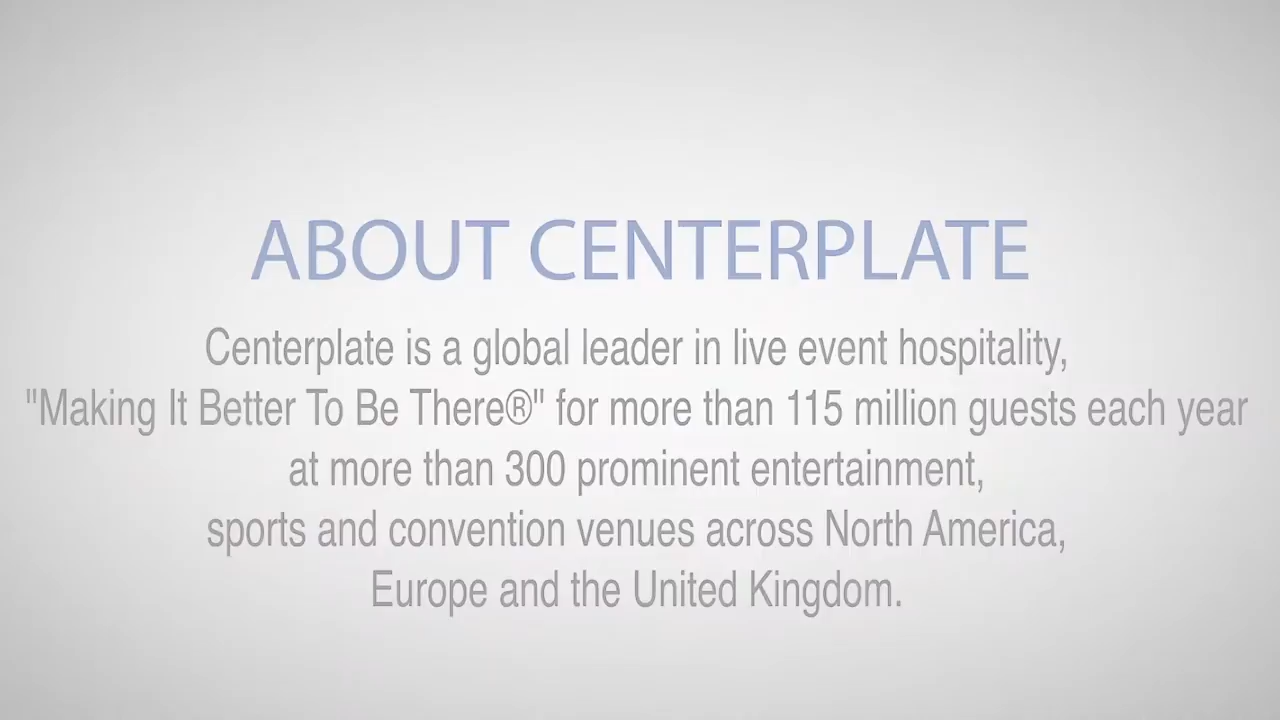 ABOUT CENTERPLATE
Centerplate is a global leader in live event hospitality,
"Making It Better To Be There®" for more than 115 million guests each year
at more than 300 prominent entertainment,
sports and convention venues across North America,
Europe and the United Kingdom.